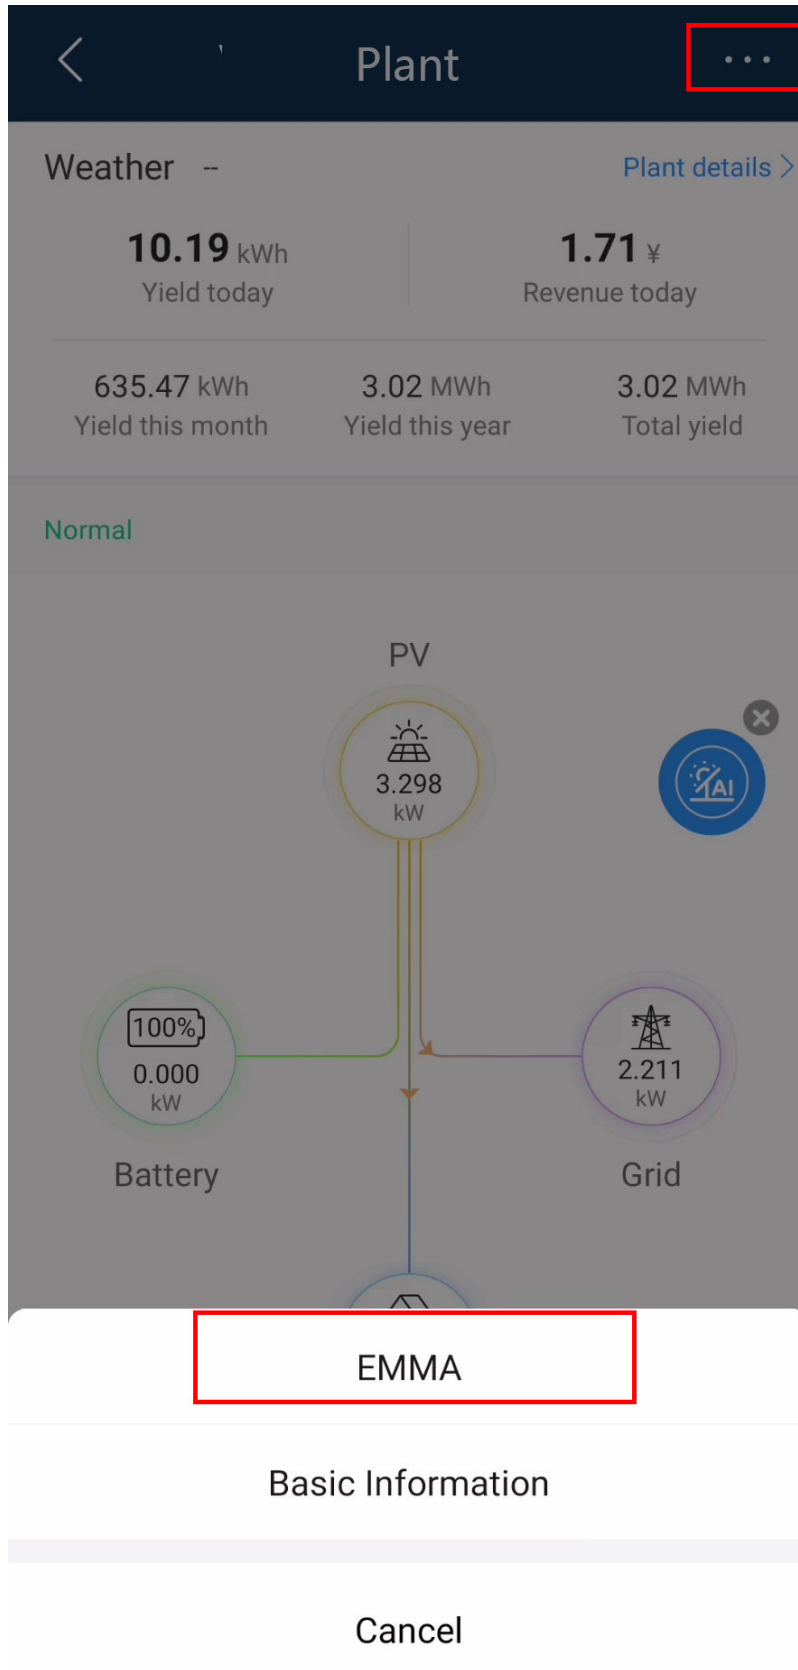 Plant
...
Weather --
Plant details >
10.19 kWh
Yield today
1.71 ¥
Revenue today
635.47 kWh
Yield this month
3.02 MWh
Yield this year
3.02 MWh
Total yield
Normal
PV
3.298
kW
AI
100%
0.000
kW
Battery
2.211
kW
Grid
EMMA
Basic Information
Cancel